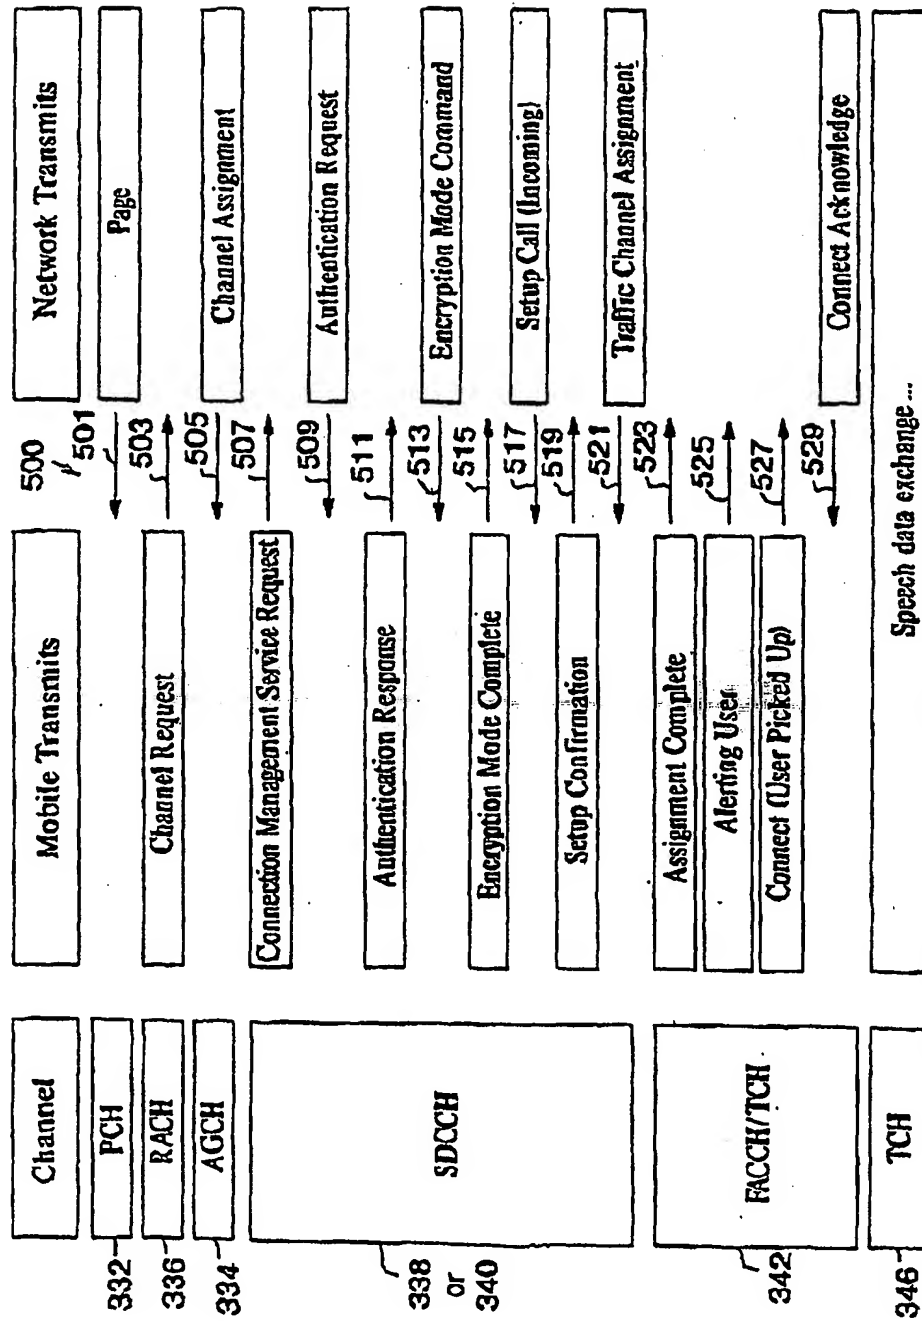 Channel
Mobile Transmits
500
Network Transmits
332
PCH
501
Page
336
RACH
Channel Request
503
334
AGCH
505
Channel Assignment
338
or
340
SDCCH
Connection Management Service Request
507
509
Authentication Request
Authentication Response
511
513
Encryption Mode Command
Encryption Mode Complete
515
517
Setup Call (Incoming)
Setup Confirmation
519
521
Traffic Channel Assignment
342
FACCH/TCH
Assignment Complete
523
Alerting User
525
Connect (User Picked Up)
527
529
Connect Acknowledge
346
TCH
Speech data exchange...